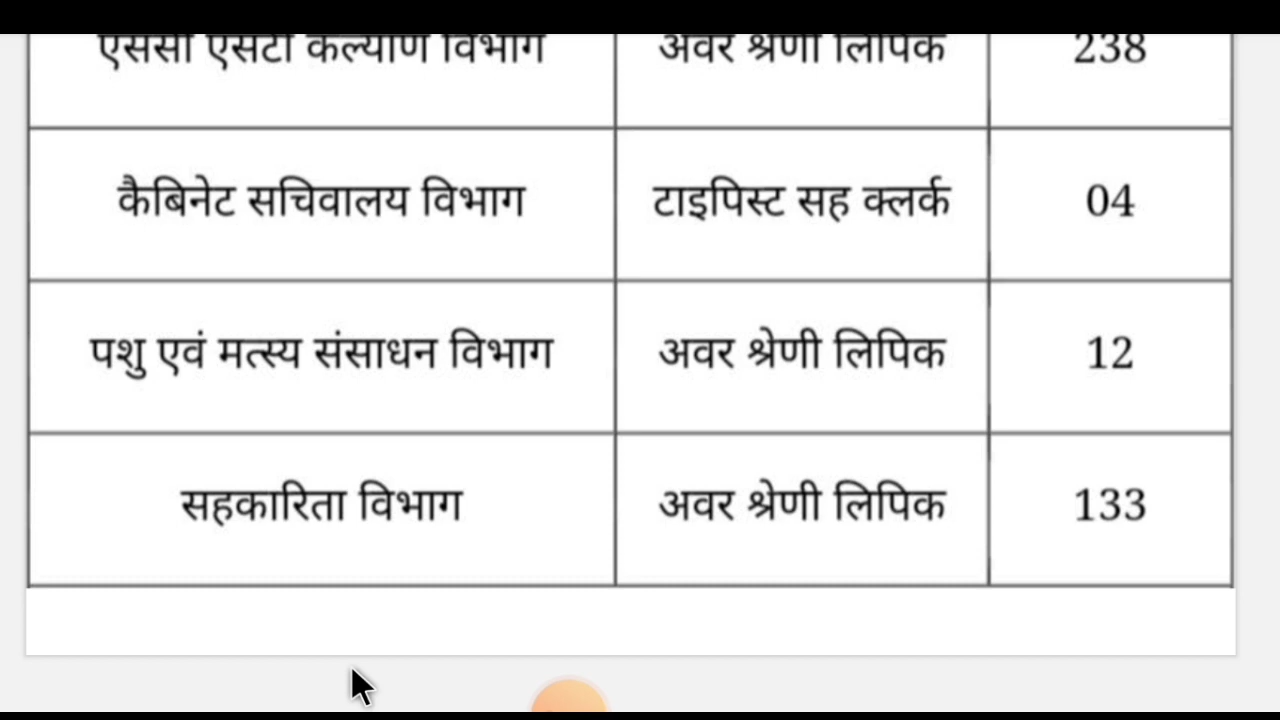 एससी एसटी कल्याण विभाग अवर श्रेणी लिपिक 238
कैबिनेट सचिवालय विभाग टाइपिस्ट सह क्लर्क 04
पशु एवं मत्स्य संसाधन विभाग अवर श्रेणी लिपिक 12
सहकारिता विभाग अवर श्रेणी लिपिक 133